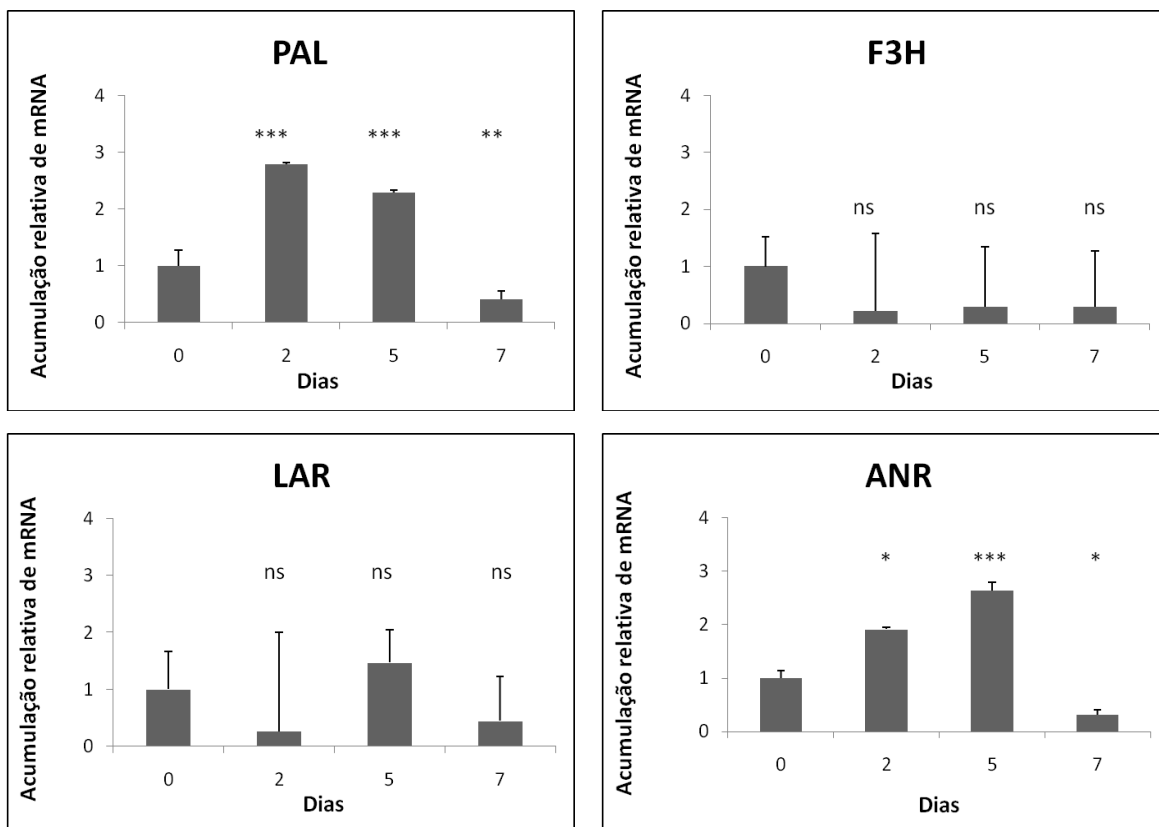 PAL
Acumulação relativa de mRNA
4
3
2
1
0
*** *** **
0 2 5 7
Dias
F3H
Acumulação relativa de mRNA
4
3
2
1
0
ns ns ns
0 2 5 7
Dias
LAR
Acumulação relativa de mRNA
4
3
2
1
0
ns ns ns
0 2 5 7
Dias
ANR
Acumulação relativa de mRNA
4
3
2
1
0
* *** *
0 2 5 7
Dias